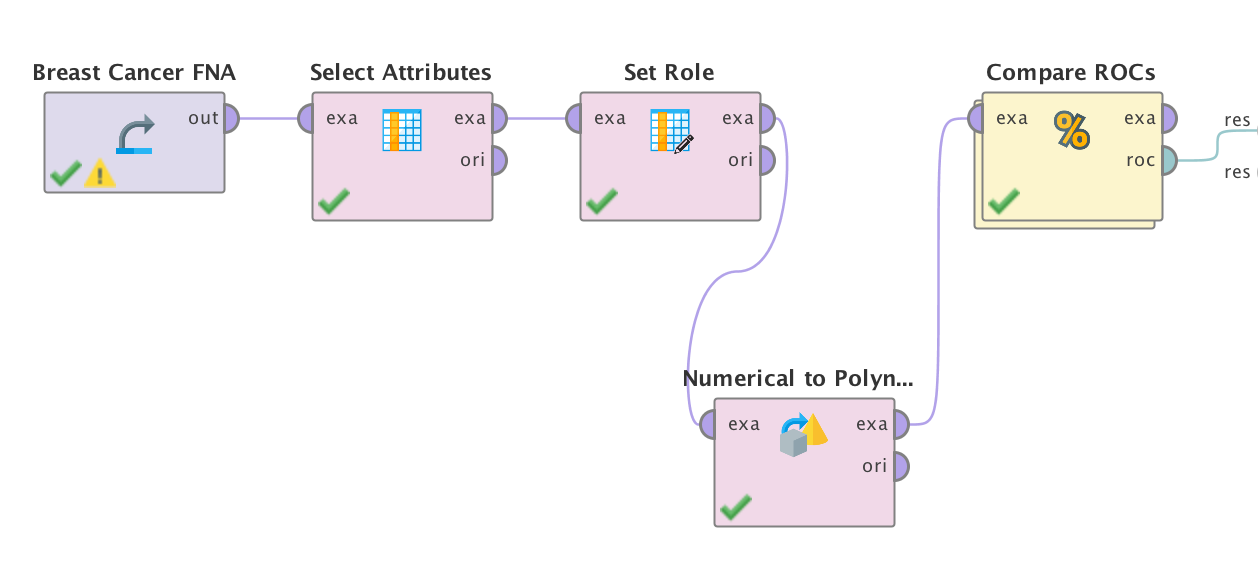 Breast Cancer FNA
out
Select Attributes
exa exa
ori
Set Role
exa exa
ori
Compare ROCs
exa exa
roc
res
res
Numerical to Polyn...
exa exa
ori